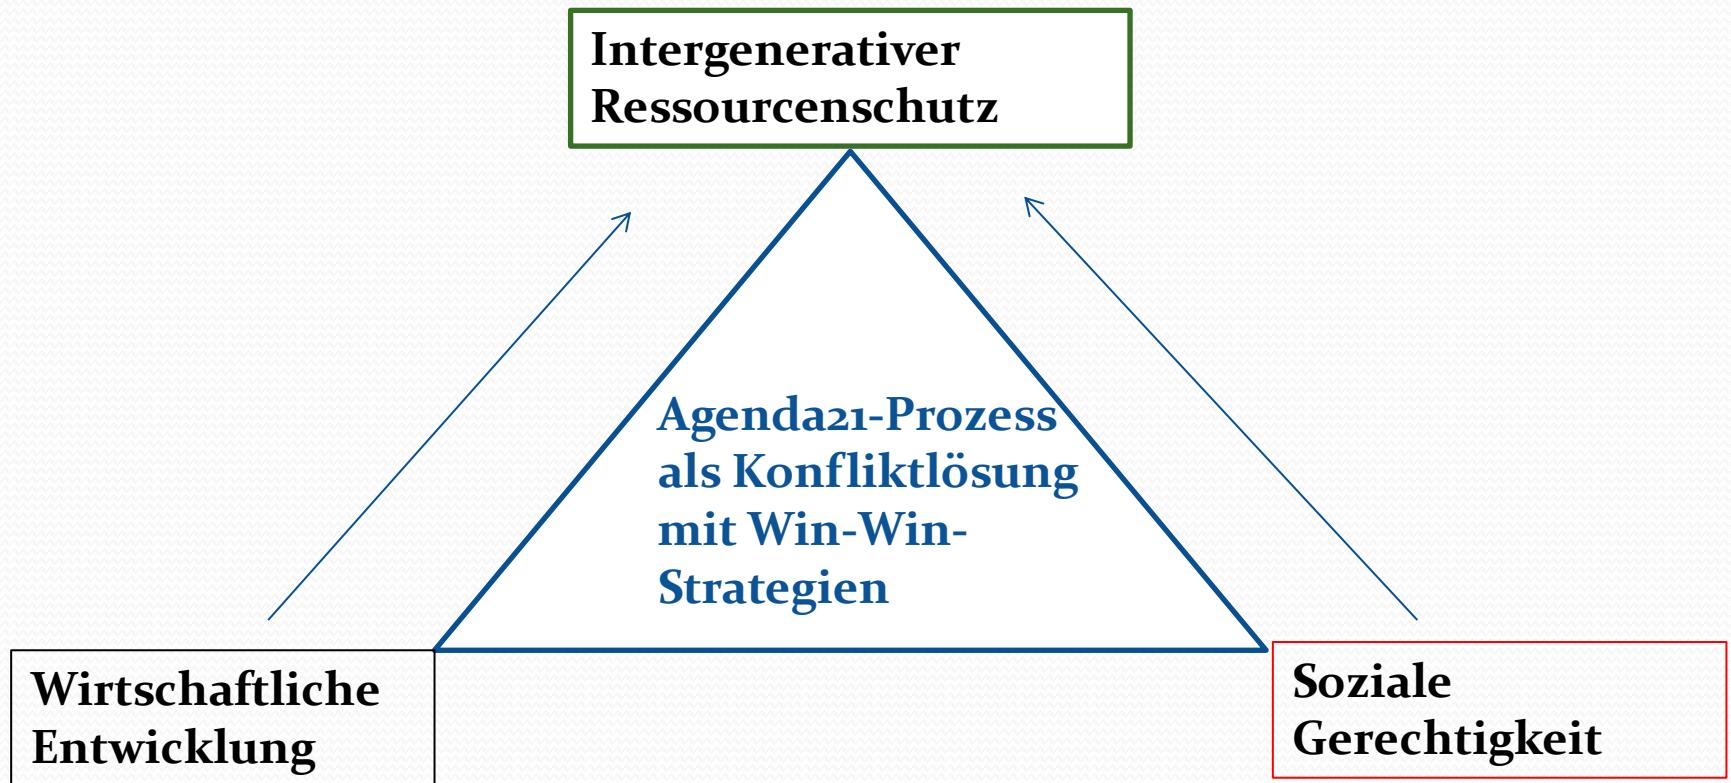 Intergenerativer
Ressourcenschutz
Agenda21-Prozess
als Konfliktlösung
mit Win-Win-
Strategien
Wirtschaftliche
Entwicklung
Soziale
Gerechtigkeit